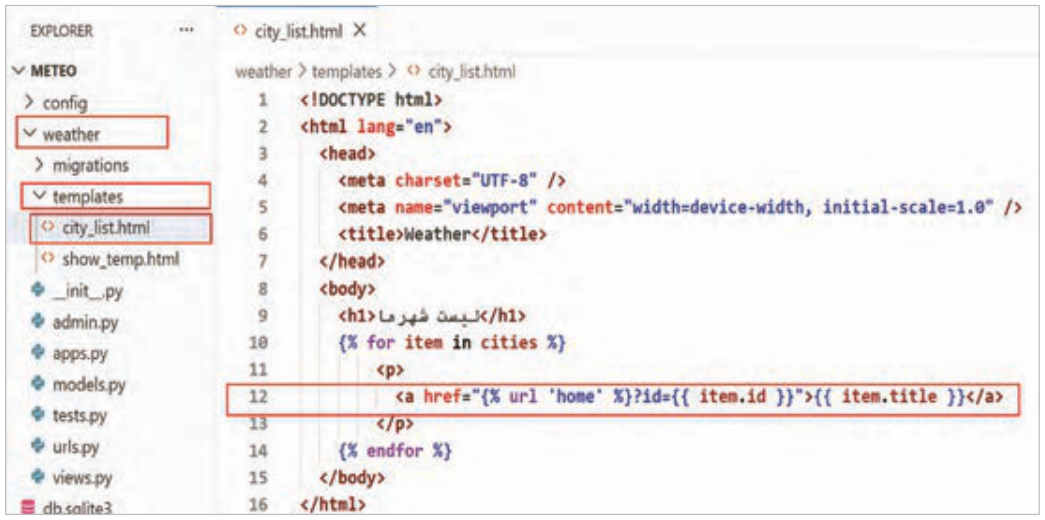 EXPLORER ...
METEO
config
weather
migrations
templates
city_list.html
show_temp.html
__init__.py
admin.py
apps.py
models.py
tests.py
urls.py
views.py
db.sqlite3
city_list.html X
weather > templates > city_list.html
1 <!DOCTYPE html>
2 <html lang="en">
3 <head>
4 <meta charset="UTF-8" />
5 <meta name="viewport" content="width=device-width, initial-scale=1.0" />
6 <title>Weather</title>
7 </head>
8 <body>
9 <h1>لیست شهرها</h1>
10 {% for item in cities %}
11 <p>
12 <a href="{% url 'home' %}?id={{ item.id }}">{{ item.title }}</a>
13 </p>
14 {% endfor %}
15 </body>
16 </html>